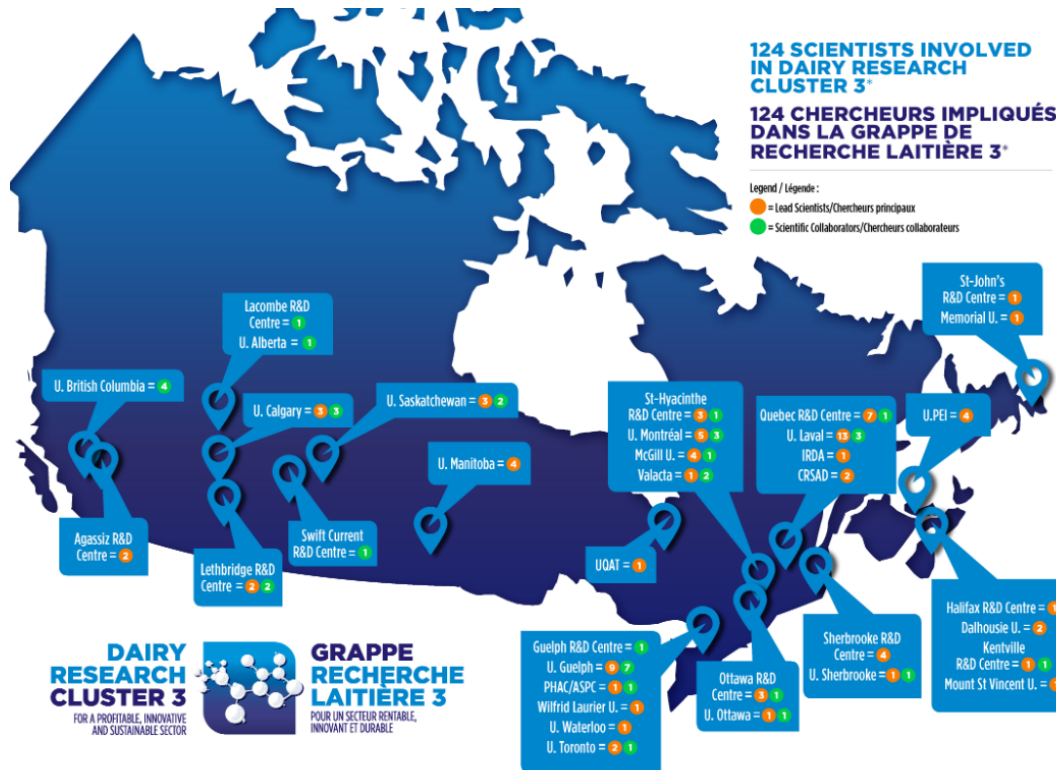 124 SCIENTISTS INVOLVED
IN DAIRY RESEARCH
CLUSTER 3*
124 CHERCHEURS IMPLIQUÉS
DANS LA GRAPPE DE
RECHERCHE LAITIÈRE 3*
Legend / Légende :
= Lead Scientists/Chercheurs principaux
= Scientific Collaborators/Chercheurs collaborateurs
St-John's
R&D Centre = 1
Memorial U. = 1
Lacombe R&D
Centre = 1
U. Alberta = 1
U. British Columbia = 4
U. Calgary = 3 3
U. Saskatchewan = 3 2
U. Manitoba = 4
St-Hyacinthe
R&D Centre = 3 1
U. Montréal = 5 3
McGill U. = 4 1
Valacta = 1 2
Quebec R&D Centre = 7 1
U. Laval = 13 3
IRDA = 1
CRSAD = 2
U.PEI = 4
Agassiz R&D
Centre = 2
Lethbridge R&D
Centre = 2 2
Swift Current
R&D Centre = 1
UQAT = 1
Guelph R&D Centre = 1
U. Guelph = 9 7
PHAC/ASPC = 1 1
Wilfrid Laurier U. = 1
U. Waterloo = 1
U. Toronto = 2 1
Ottawa R&D
Centre = 3 1
U. Ottawa = 1 1
Sherbrooke R&D
Centre = 4
U. Sherbrooke = 1 1
Halifax R&D Centre = 1
Dalhousie U. = 2
Kentville
R&D Centre = 1 1
Mount St Vincent U. = 1
DAIRY
RESEARCH
CLUSTER 3
FOR A PROFITABLE, INNOVATIVE
AND SUSTAINABLE SECTOR
GRAPPE
RECHERCHE
LAITIÈRE 3
POUR UN SECTEUR RENTABLE,
INNOVANT ET DURABLE